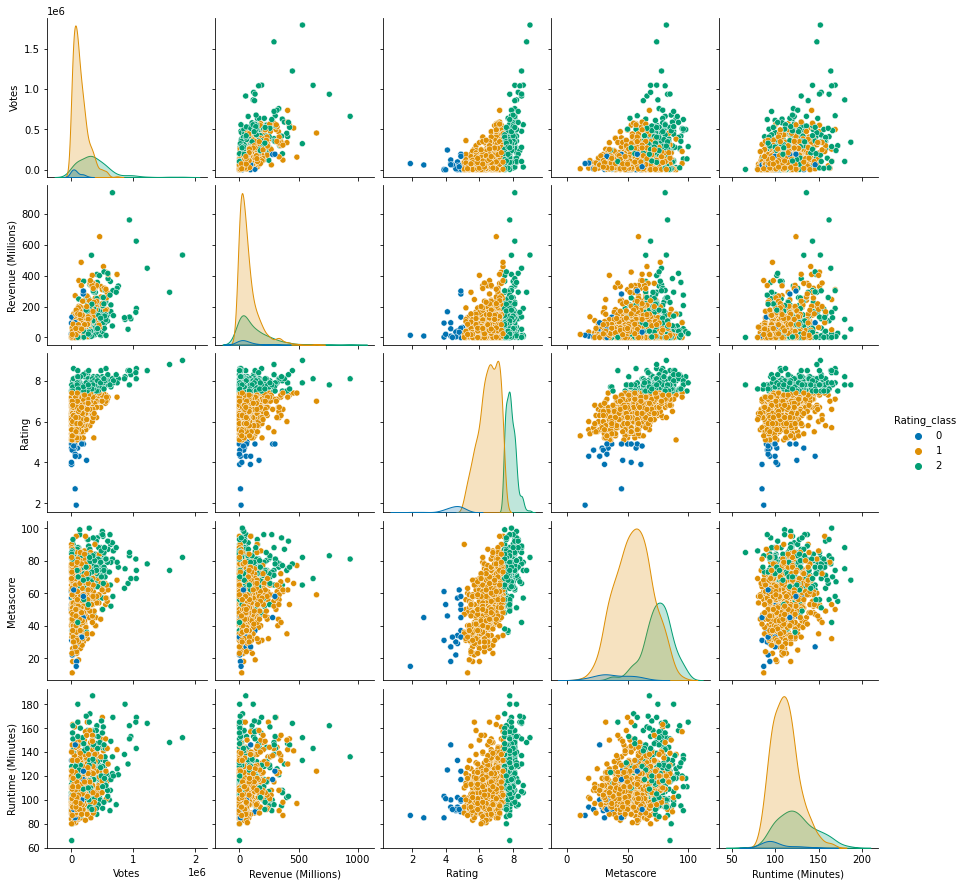 1e6
Votes
1.5
1.0
0.5
0.0
Revenue (Millions)
800
600
400
200
0
Rating
8
6
4
2
Rating_class
0
1
2
Metascore
100
80
60
40
20
Runtime (Minutes)
180
160
140
120
100
80
60
0 1 2
1e6
0 500 1000
2 4 6 8
0 50 100
50 100 150 200
Votes Revenue (Millions) Rating Metascore Runtime (Minutes)